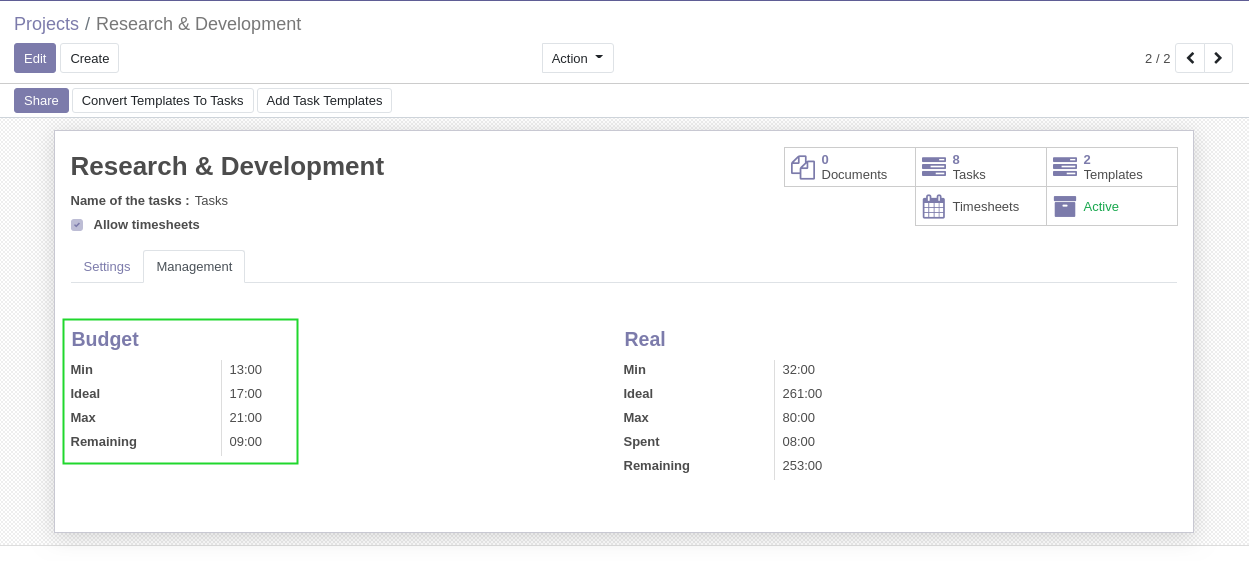 Projects / Research & Development
Edit Create Action 2 / 2
Share Convert Templates To Tasks Add Task Templates
Research & Development
0 Documents
8 Tasks
2 Templates
Timesheets
Active
Name of the tasks : Tasks
Allow timesheets
Settings Management
Budget
Min 13:00
Ideal 17:00
Max 21:00
Remaining 09:00
Real
Min 32:00
Ideal 261:00
Max 80:00
Spent 08:00
Remaining 253:00